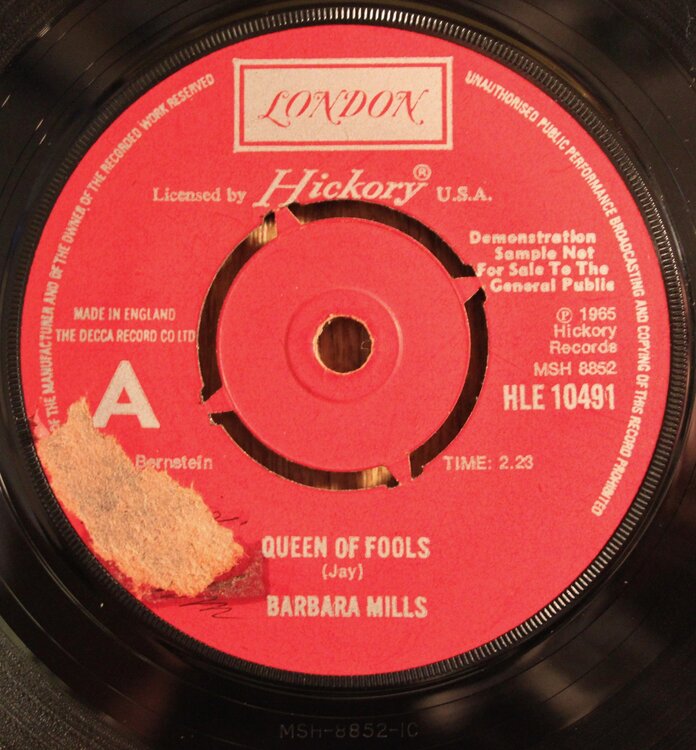 LONDON
Licensed by Hickory® U.S.A.
OF THE MANUFACTURER AND OF THE OWNER OF THE RECORDED WORK RESERVED
UNAUTHORISED PUBLIC PERFORMANCE BROADCASTING AND COPYING OF THIS RECORD PROHIBITED
Demonstration
Sample Not
For Sale To The
General Public
MADE IN ENGLAND
THE DECCA RECORD CO LTD
℗ 1965
Hickory
Records
MSH 8852
HLE 10491
A
Bernstein
TIME: 2.23
QUEEN OF FOOLS
(Jay)
BARBARA MILLS
MSH-8852-1C